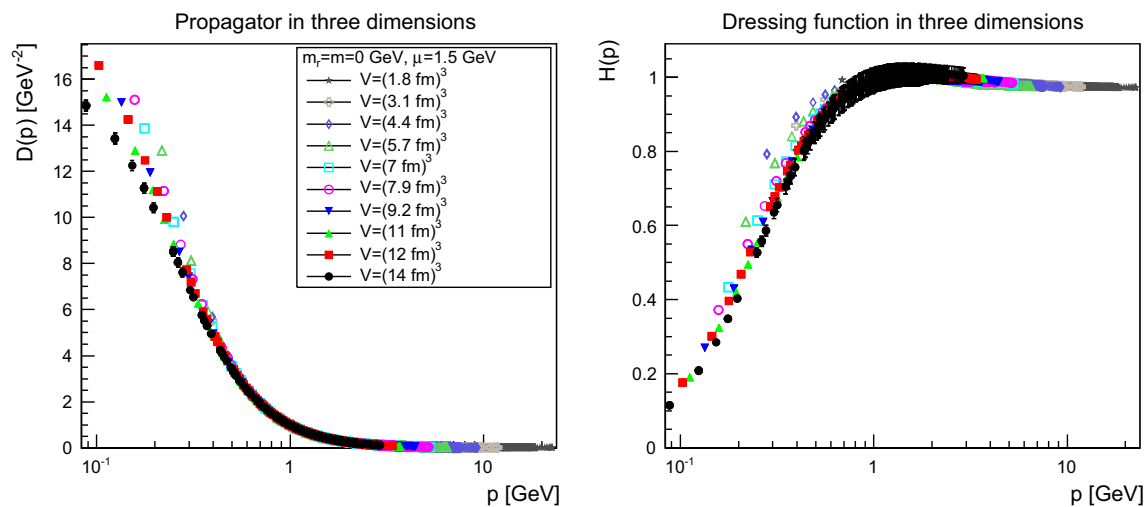 Propagator in three dimensions
D(p) [GeV⁻²]
16
14
12
10
8
6
4
2
0
m_r=m=0 GeV, μ=1.5 GeV
V=(1.8 fm)³
V=(3.1 fm)³
V=(4.4 fm)³
V=(5.7 fm)³
V=(7 fm)³
V=(7.9 fm)³
V=(9.2 fm)³
V=(11 fm)³
V=(12 fm)³
V=(14 fm)³
10⁻¹ 1 10
p [GeV]
Dressing function in three dimensions
H(p)
1
0.8
0.6
0.4
0.2
0
10⁻¹ 1 10
p [GeV]